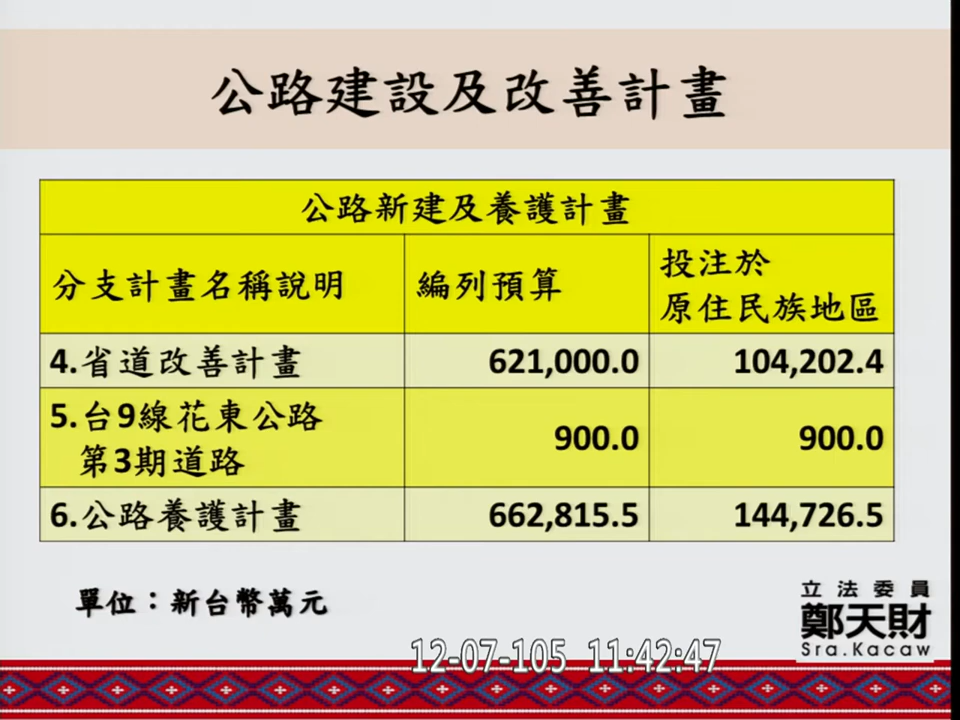 公路建設及改善計畫
公路新建及養護計畫
分支計畫名稱說明 編列預算 投注於
原住民族地區
4.省道改善計畫 621,000.0 104,202.4
5.台9線花東公路
第3期道路 900.0 900.0
6.公路養護計畫 662,815.5 144,726.5
單位：新台幣萬元
立法委員
鄭天財
Sra.Kacaw
12-07-105 11:42:47